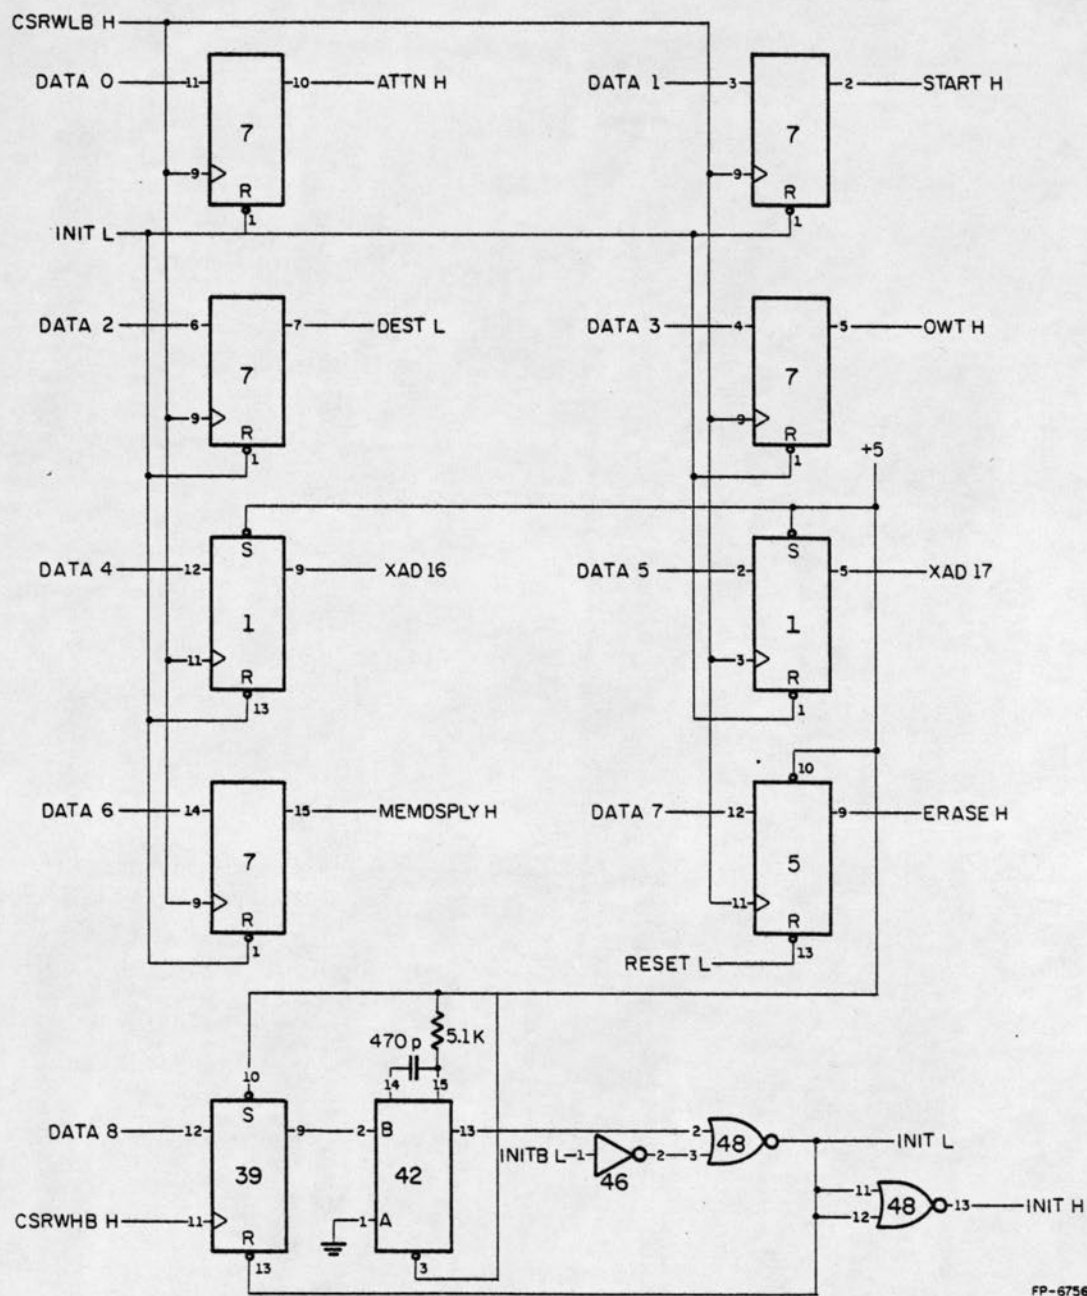 CSRWLB H
DATA 0 11 10 ATTN H
7
9
R
1
DATA 1 3 2 START H
7
9
R
1
INIT L
DATA 2 6 7 DEST L
7
9
R
1
DATA 3 4 5 OWT H
7
9
R
1
+5
S
DATA 4 12 9 XAD 16
1
11
R
13
S
DATA 5 2 5 XAD 17
1
3
R
1
DATA 6 14 15 MEMDSPLY H
7
9
R
1
10
DATA 7 12 9 ERASE H
5
11
R
RESET L 13
470 p 5.1K
10 14 15
S
DATA 8 12 9 2 B 13
39 42
CSRWHB H 11 1 A
R
13 3
INITB L 1 2 46
2 3 48 INIT L
11 12 48 13 INIT H
FP-6756